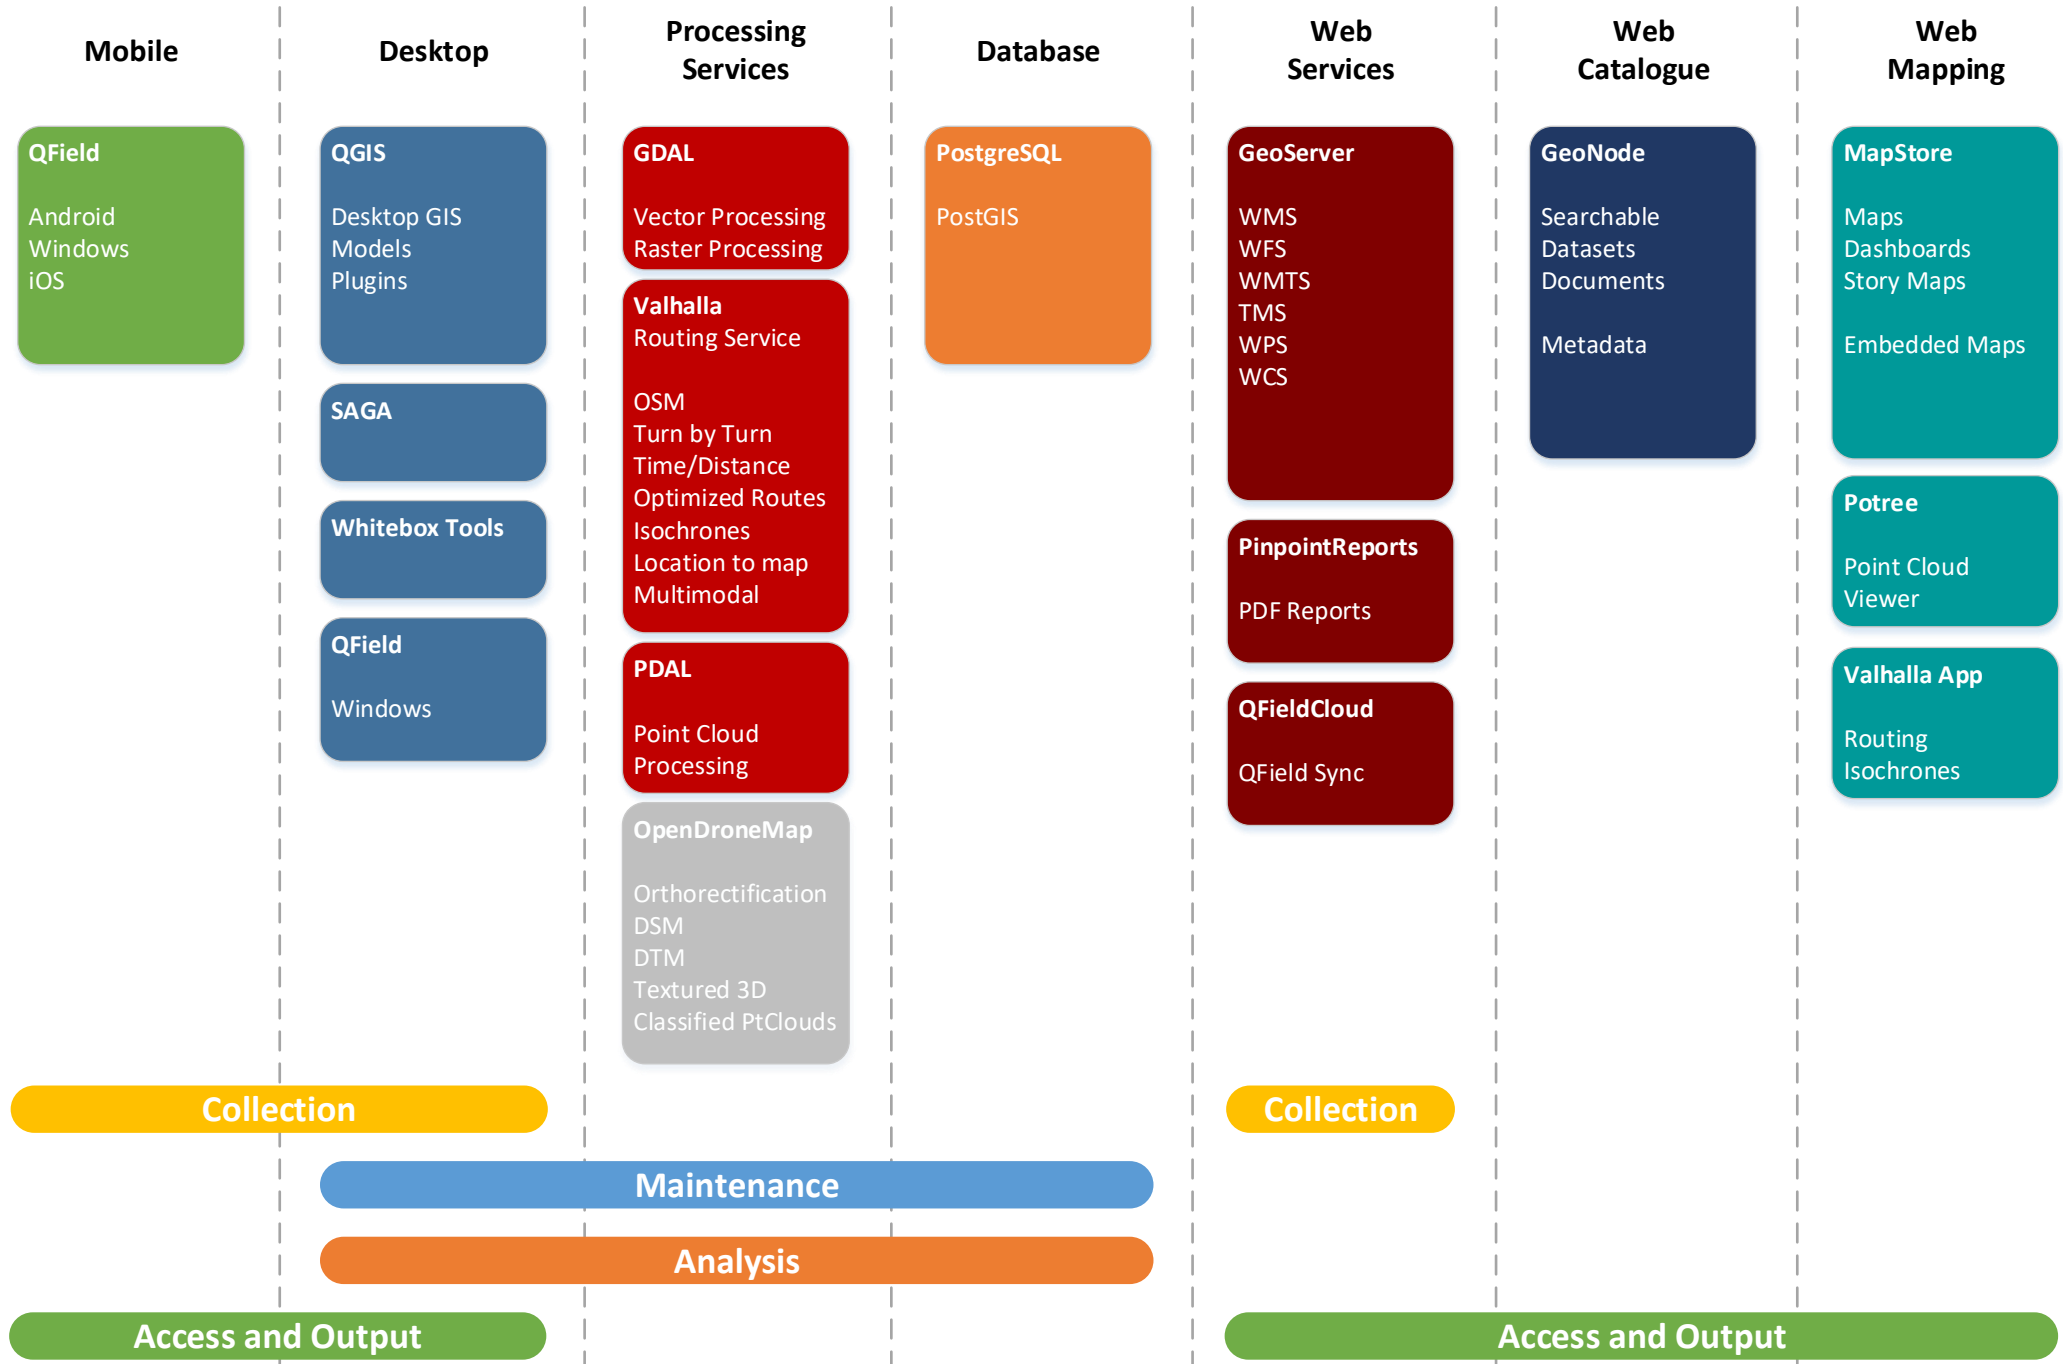 Mobile
Desktop
Processing
Services
Database
Web
Services
Web
Catalogue
Web
Mapping
QField
Android
Windows
iOS
QGIS
Desktop GIS
Models
Plugins
SAGA
Whitebox Tools
QField
Windows
GDAL
Vector Processing
Raster Processing
Valhalla
Routing Service
OSM
Turn by Turn
Time/Distance
Optimized Routes
Isochrones
Location to map
Multimodal
PDAL
Point Cloud
Processing
OpenDroneMap
Orthorectification
DSM
DTM
Textured 3D
Classified PtClouds
PostgreSQL
PostGIS
GeoServer
WMS
WFS
WMTS
TMS
WPS
WCS
PinpointReports
PDF Reports
QFieldCloud
QField Sync
GeoNode
Searchable
Datasets
Documents
Metadata
MapStore
Maps
Dashboards
Story Maps
Embedded Maps
Potree
Point Cloud
Viewer
Valhalla App
Routing
Isochrones
Collection
Collection
Maintenance
Analysis
Access and Output
Access and Output